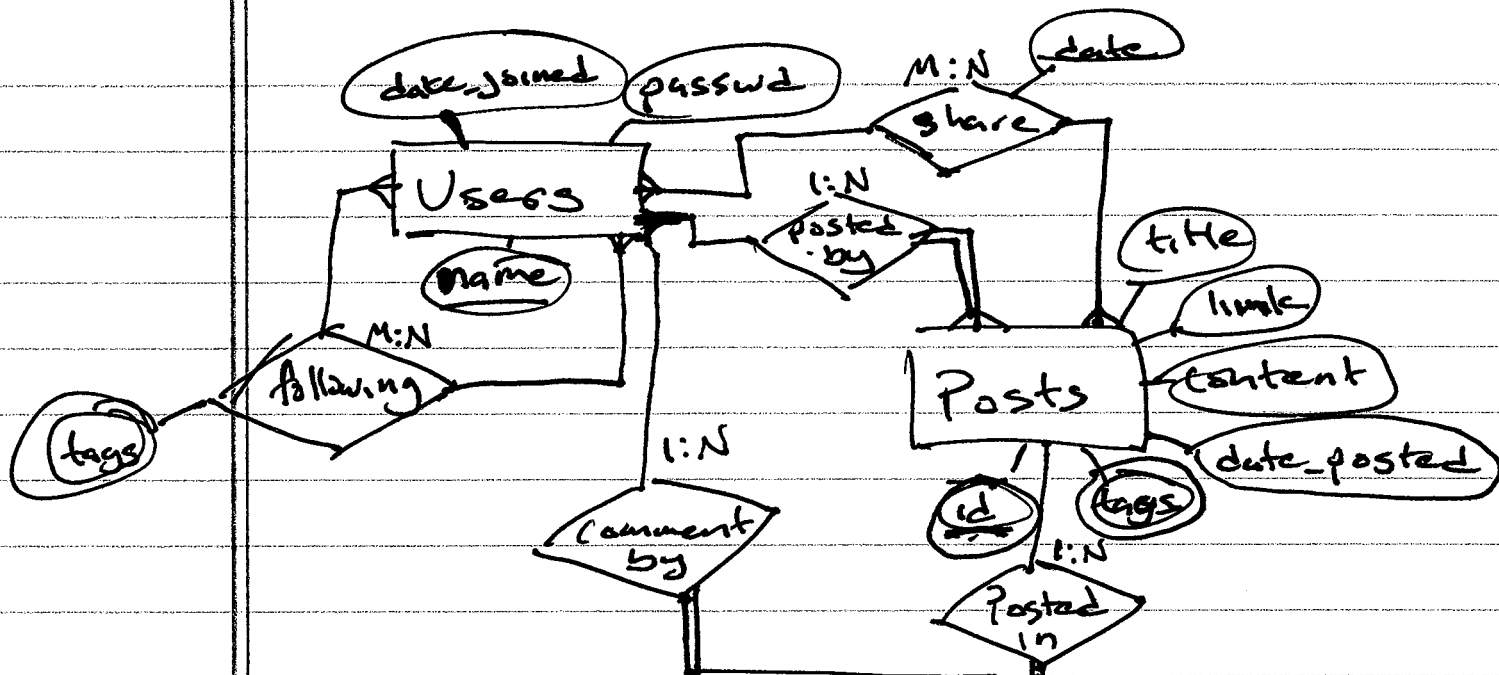 date
M:N
date_joined
passwd
share
Users
1:N
posted
by
title
name
link
M:N
following
Posts
content
tags
date_posted
1:N
id
tags
comment
by
1:N
Posted
in